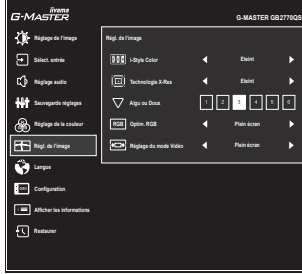 iiyama
G-MASTER
G-MASTER GB2770QS
Réglage de l'image
Sélect. entrée
Réglage audio
Sauvegarde réglages
Réglage de la couleur
Régl. de l'image
Langue
Configuration
Afficher les informations
Restaurer
Régl. de l'image
i-Style Color
Eteint
Technologie X-Res
Eteint
Aigu ou Doux
1 2 3 4 5 6
RGB
Optim. RGB
Plein écran
Réglage du mode Vidéo
Plein écran